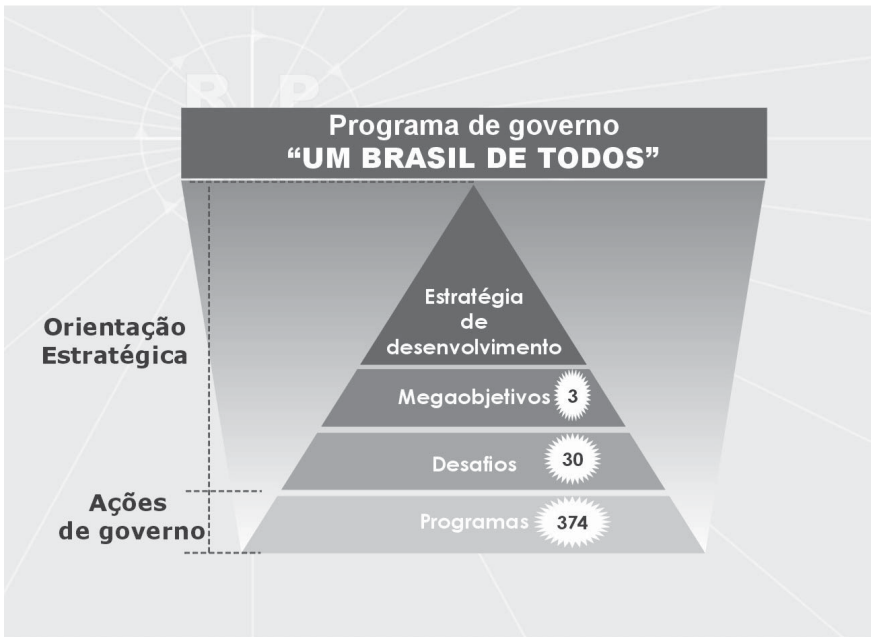 R P
Programa de governo
“UM BRASIL DE TODOS”
Estratégia
de
desenvolvimento
Orientação
Estratégica
Megaobjetivos 3
Desafios 30
Ações
de governo
Programas 374